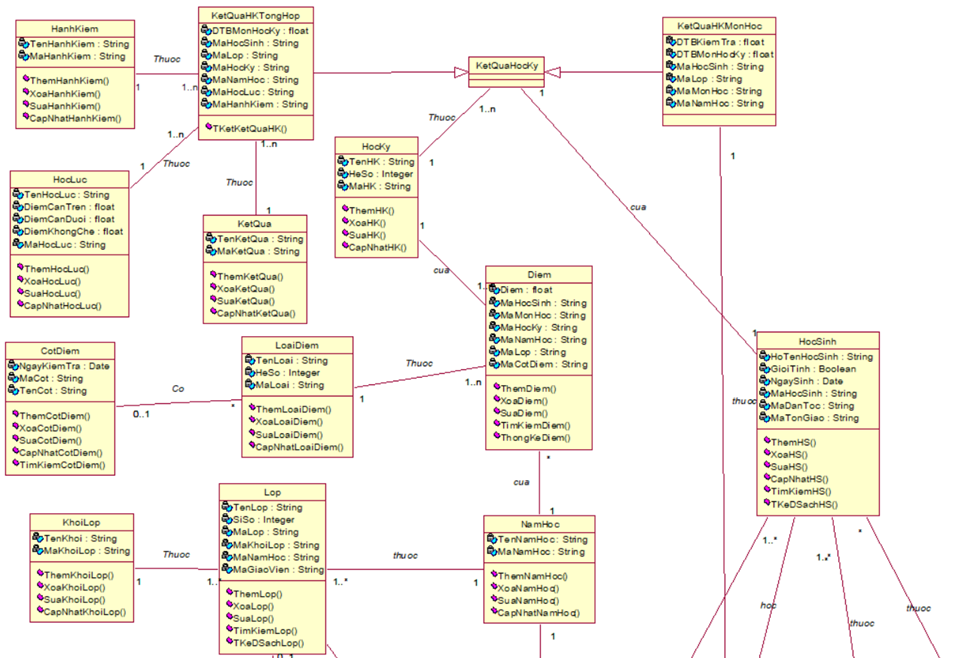 HanhKiem
TenHanhKiem : String
MaHanhKiem : String
ThemHanhKiem()
XoaHanhKiem()
SuaHanhKiem()
CapNhatHanhKiem()
Thuoc
1
1..n
KetQuaHKTongHop
DTBMonHocKy : float
MaHocSinh : String
MaLop : String
MaHocKy : String
MaNamHoc : String
MaHocLuc : String
MaHanhKiem : String
TKetKetQuaHK()
KetQuaHocKy
KetQuaHKMonHoc
DTBKiemTra : float
DTBMonHocKy : float
MaHocSinh : String
MaLop : String
MaMonHoc : String
MaNamHoc : String
1..n
1
Thuoc
1..n
Thuoc
1
1..n
Thuoc
1
1
1
HocLuc
TenHocLuc : String
DiemCanTren : float
DiemCanDuoi : float
DiemKhongChe : float
MaHocLuc : String
ThemHocLuc()
XoaHocLuc()
SuaHocLuc()
CapNhatHocLuc()
KetQua
TenKetQua : String
MaKetQua : String
ThemKetQua()
XoaKetQua()
SuaKetQua()
CapNhatKetQua()
HocKy
TenHK : String
HeSo : Integer
MaHK : String
ThemHK()
XoaHK()
SuaHK()
CapNhatHK()
1
cua
1..
cua
1
thuoc
Diem
Diem : float
MaHocSinh : String
MaMonHoc : String
MaHocKy : String
MaNamHoc : String
MaLop : String
MaCotDiem : String
ThemDiem()
XoaDiem()
SuaDiem()
TimKiemDiem()
ThongKeDiem()
HocSinh
HoTenHocSinh : String
GioiTinh : Boolean
NgaySinh : Date
MaHocSinh : String
MaDanToc : String
MaTonGiao : String
ThemHS()
XoaHS()
SuaHS()
CapNhatHS()
TimKiemHS()
TKeDSachHS()
CotDiem
NgayKiemTra : Date
MaCot : String
TenCot : String
ThemCotDiem()
XoaCotDiem()
SuaCotDiem()
CapNhatCotDiem()
TimKiemCotDiem()
Co
0..1
*
LoaiDiem
TenLoai : String
HeSo : Integer
MaLoai : String
ThemLoaiDiem()
XoaLoaiDiem()
SuaLoaiDiem()
CapNhatLoaiDiem()
Thuoc
1
1..n
*
cua
1
KhoiLop
TenKhoi : String
MaKhoiLop : String
ThemKhoiLop()
XoaKhoiLop()
SuaKhoiLop()
CapNhatKhoiLop()
Thuoc
1
1..
Lop
TenLop : String
SiSo : Integer
MaLop : String
MaKhoiLop : String
MaNamHoc : String
MaGiaoVien : String
ThemLop()
XoaLop()
SuaLop()
TimKiemLop()
TKeDSachLop()
thuoc
1..*
1
NamHoc
TenNamHoc : String
MaNamHoc : String
ThemNamHoc()
XoaNamHoc()
SuaNamHoc()
CapNhatNamHoc()
1
1..*
1..*
*
hoc
thuoc
thuoc
0..1